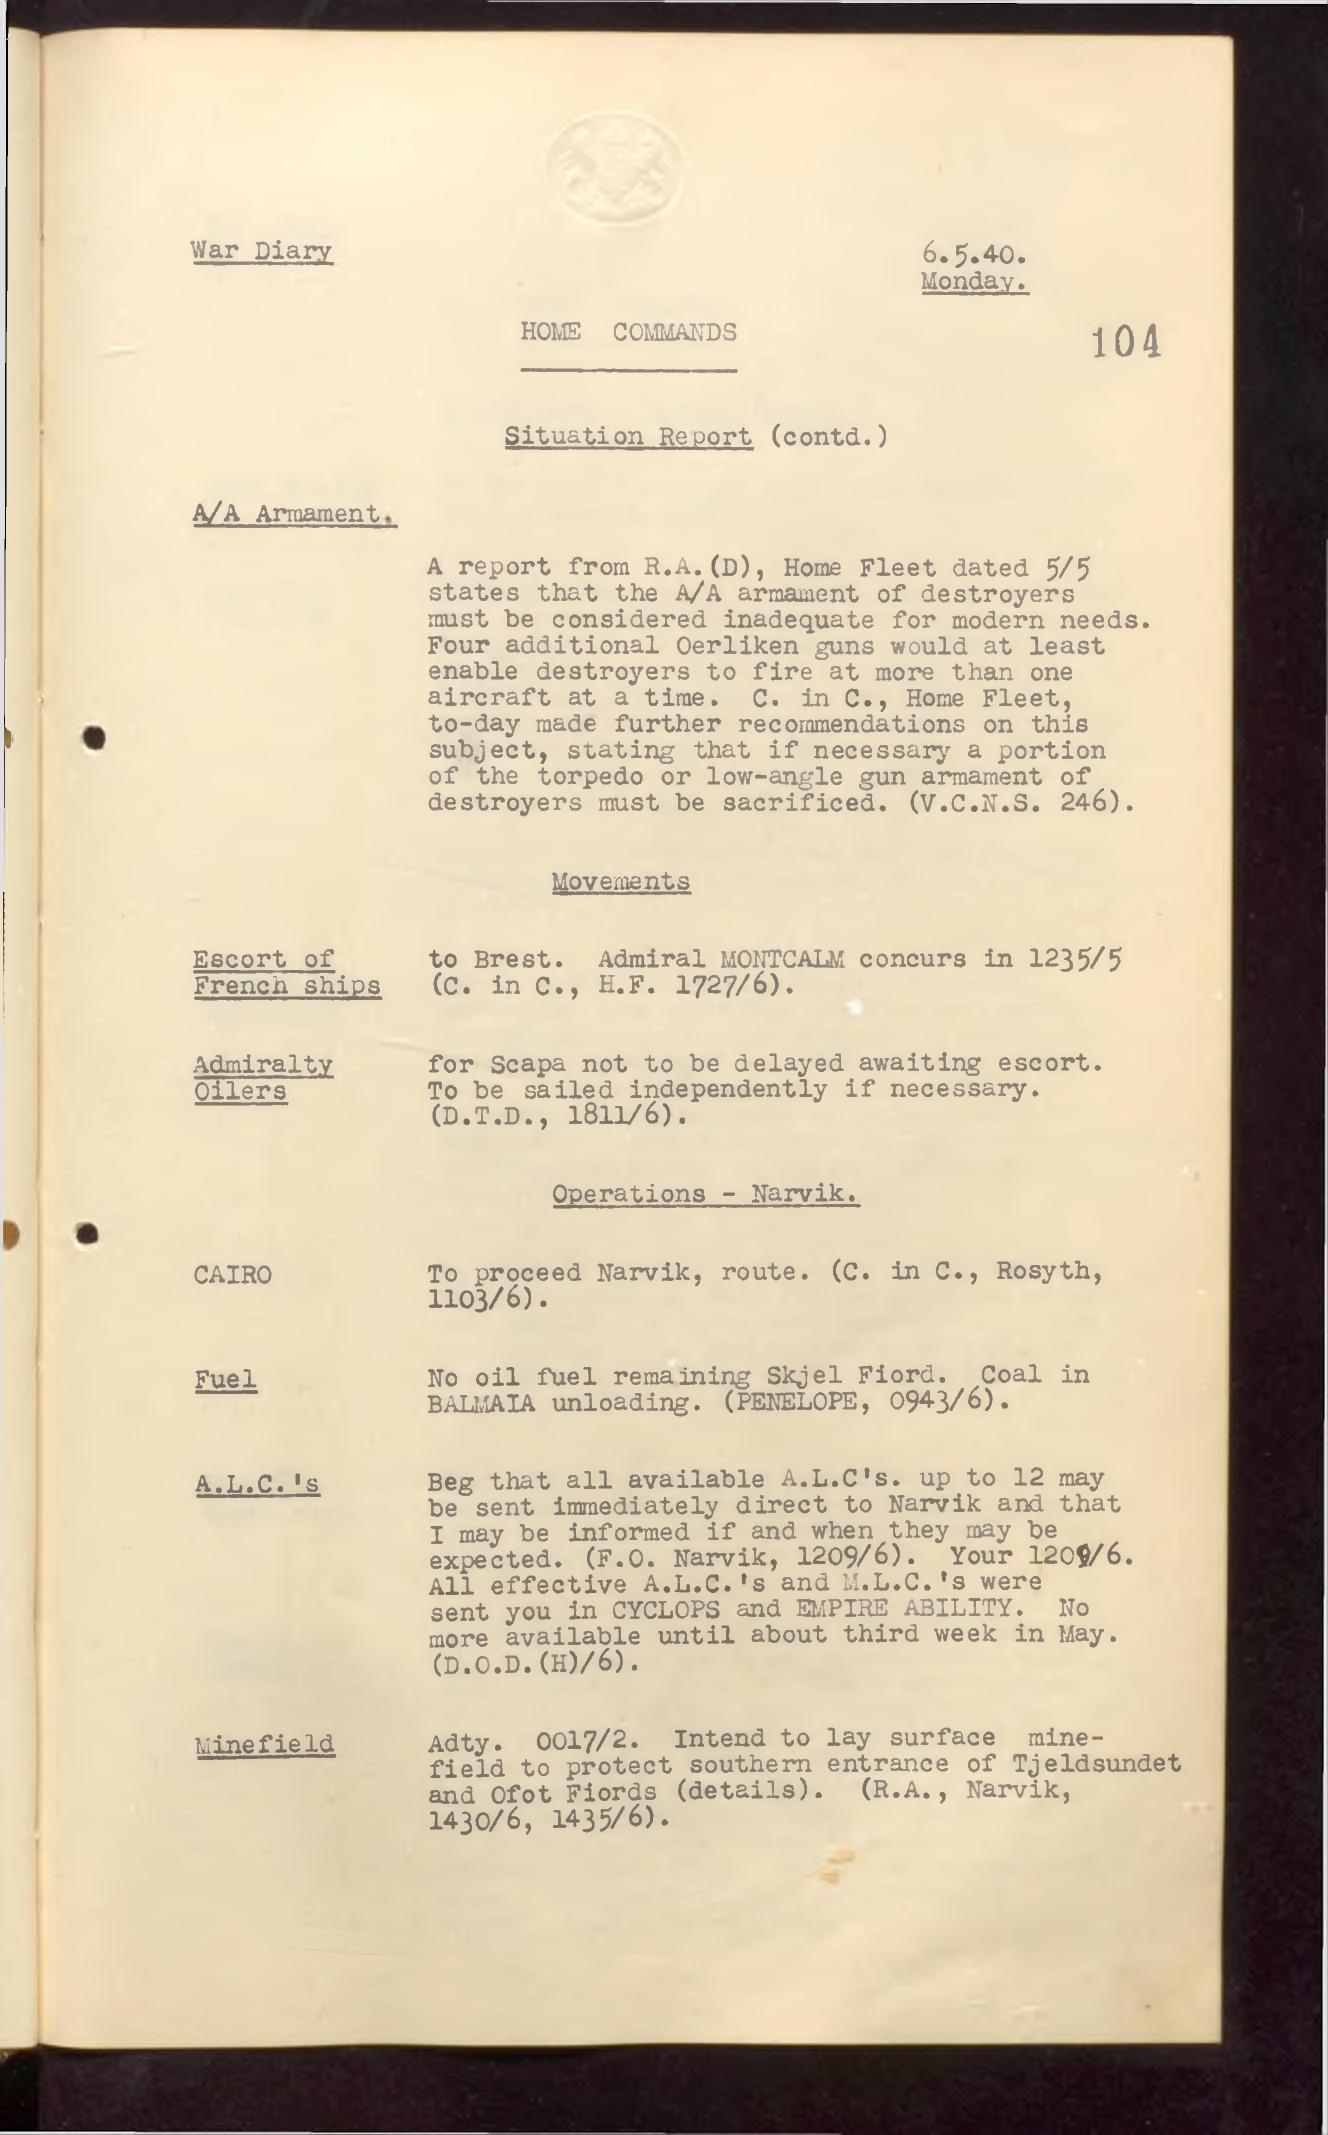 War Diary
6.5.40.
Monday.
HOME COMMANDS
104
Situation Report (contd.)
A/A Armament.
A report from R.A.(D), Home Fleet dated 5/5
states that the A/A armament of destroyers
must be considered inadequate for modern needs.
Four additional Oerliken guns would at least
enable destroyers to fire at more than one
aircraft at a time. C. in C., Home Fleet,
to-day made further recommendations on this
subject, stating that if necessary a portion
of the torpedo or low-angle gun armament of
destroyers must be sacrificed. (V.C.N.S. 246).
Movements
Escort of to Brest. Admiral MONTCALM concurs in 1235/5
French ships (C. in C., H.F. 1727/6).
Admiralty for Scapa not to be delayed awaiting escort.
Oilers To be sailed independently if necessary.
(D.T.D., 1811/6).
Operations - Narvik.
CAIRO To proceed Narvik, route. (C. in C., Rosyth,
1103/6).
Fuel No oil fuel remaining Skjel Fiord. Coal in
BALMAIA unloading. (PENELOPE, 0943/6).
A.L.C.'s Beg that all available A.L.C's. up to 12 may
be sent immediately direct to Narvik and that
I may be informed if and when they may be
expected. (F.O. Narvik, 1209/6). Your 1209/6.
All effective A.L.C.'s and M.L.C.'s were
sent you in CYCLOPS and EMPIRE ABILITY. No
more available until about third week in May.
(D.O.D.(H)/6).
Minefield Adty. 0017/2. Intend to lay surface mine-
field to protect southern entrance of Tjeldsundet
and Ofot Fiords (details). (R.A., Narvik,
1430/6, 1435/6).